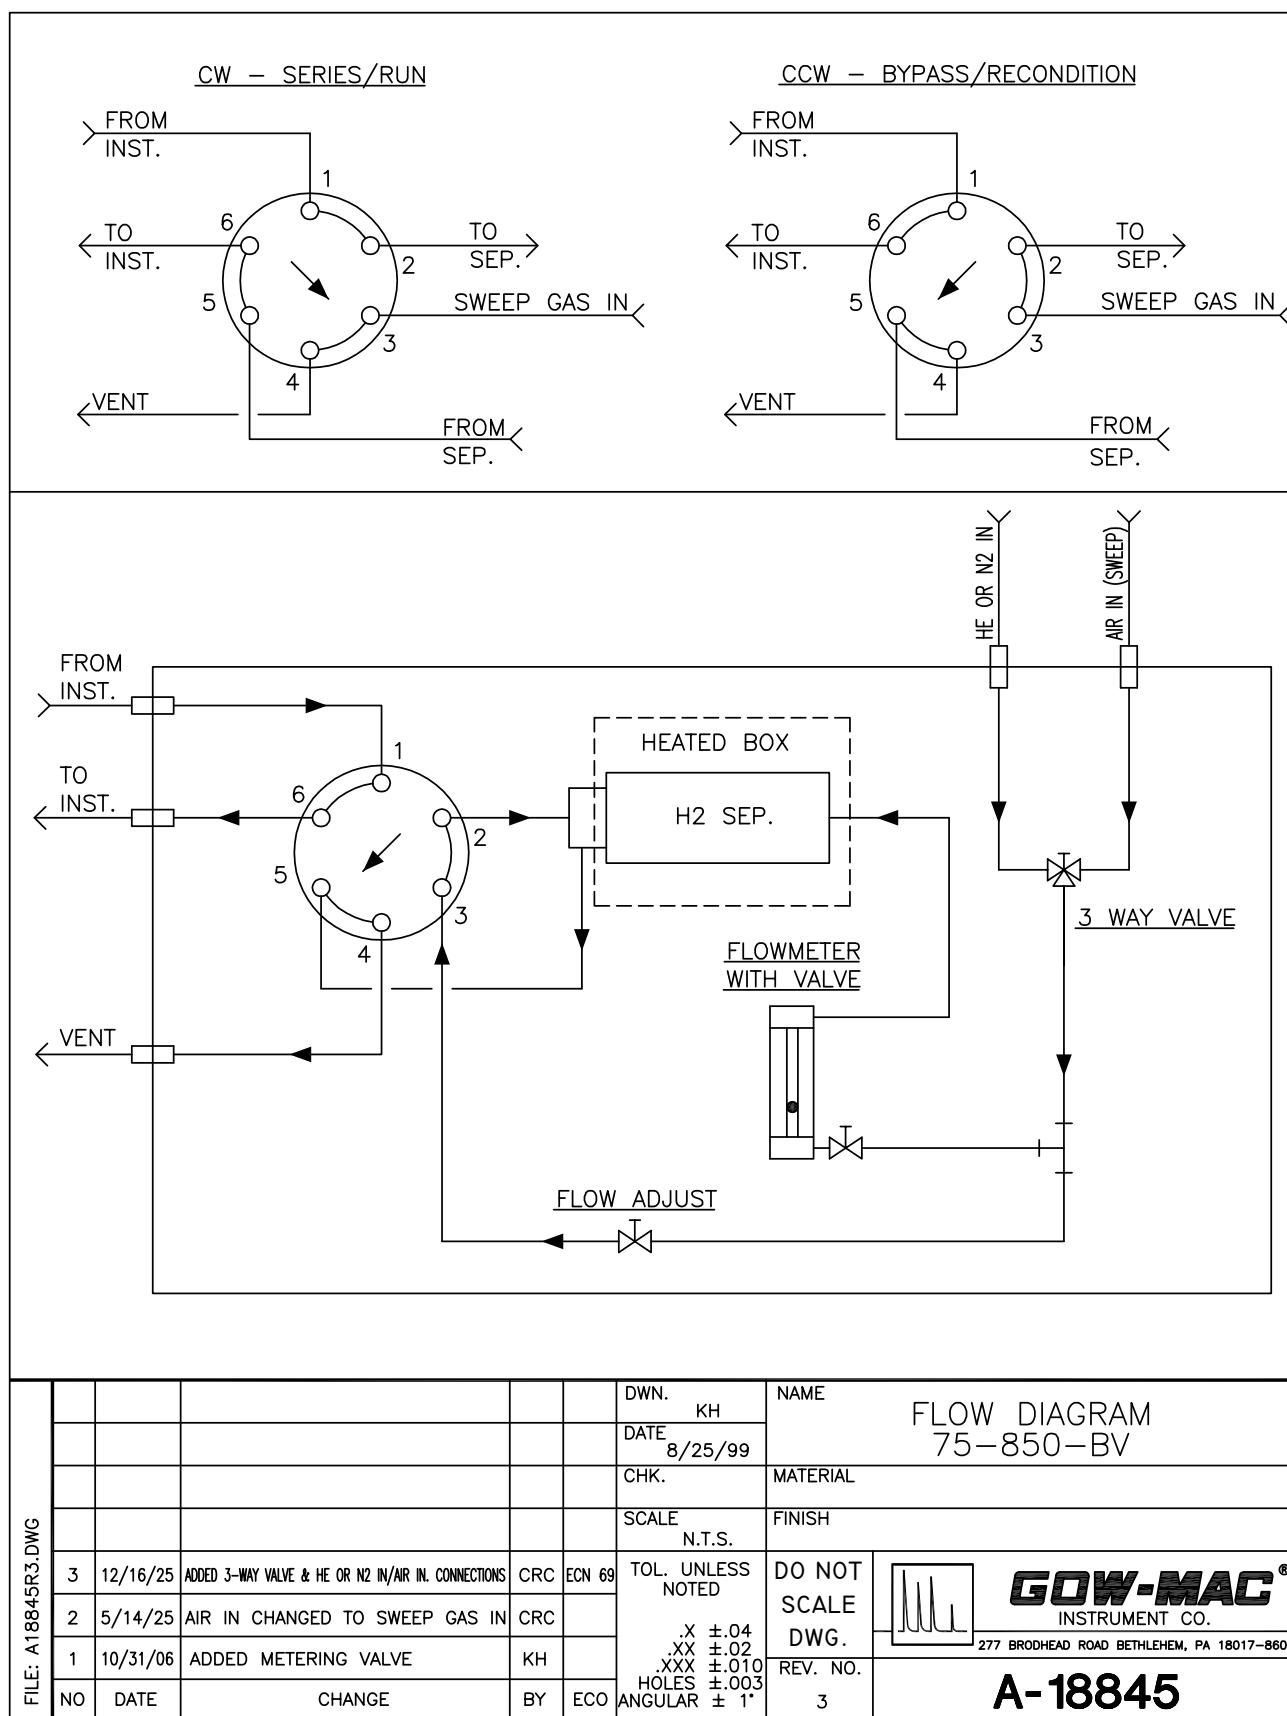 CW – SERIES/RUN
FROM
INST.
1
6
TO
INST.
TO
SEP.
2
5
SWEEP GAS IN
3
4
VENT
FROM
SEP.
CCW – BYPASS/RECONDITION
FROM
INST.
1
6
TO
INST.
TO
SEP.
2
5
SWEEP GAS IN
3
4
VENT
FROM
SEP.
HE OR N2 IN
AIR IN (SWEEP)
FROM
INST.
1
HEATED BOX
TO
INST.
6
H2 SEP.
2
5
3
4
3 WAY VALVE
FLOWMETER
WITH VALVE
VENT
FLOW ADJUST
FILE: A18845R3.DWG
DWN.
KH
DATE
8/25/99
CHK.
SCALE
N.T.S.
NAME
FLOW DIAGRAM
75–850–BV
MATERIAL
FINISH
3 12/16/25 ADDED 3-WAY VALVE & HE OR N2 IN/AIR IN. CONNECTIONS CRC ECN 69
2 5/14/25 AIR IN CHANGED TO SWEEP GAS IN CRC
1 10/31/06 ADDED METERING VALVE KH
NO DATE CHANGE BY ECO
TOL. UNLESS
NOTED
.X ±.04
.XX ±.02
.XXX ±.010
HOLES ±.003
ANGULAR ± 1°
DO NOT
SCALE
DWG.
REV. NO.
3
GOW-MAC®
INSTRUMENT CO.
277 BRODHEAD ROAD BETHLEHEM, PA 18017–860
A-18845